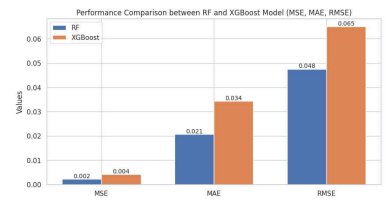 Performance Comparison between RF and XGBoost Model (MSE, MAE, RMSE)
RF
XGBoost
Values
0.06
0.05
0.04
0.03
0.02
0.01
0.00
0.002
0.004
0.021
0.034
0.048
0.065
MSE
MAE
RMSE